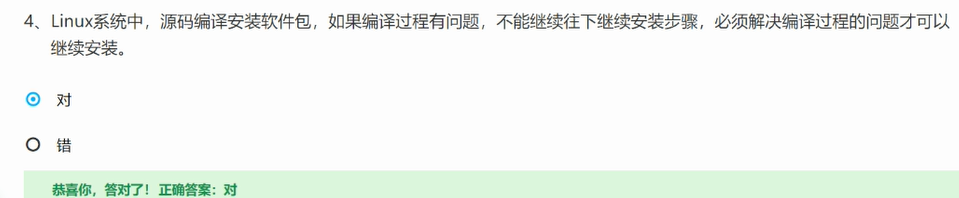 4、Linux系统中，源码编译安装软件包，如果编译过程有问题，不能继续往下继续安装步骤，必须解决编译过程的问题才可以
继续安装。
对
错
恭喜你，答对了！正确答案：对